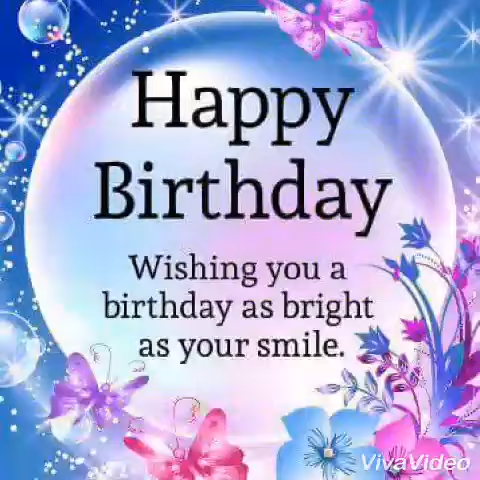 Happy
Birthday
Wishing you a
birthday as bright
as your smile.
VivaVideo